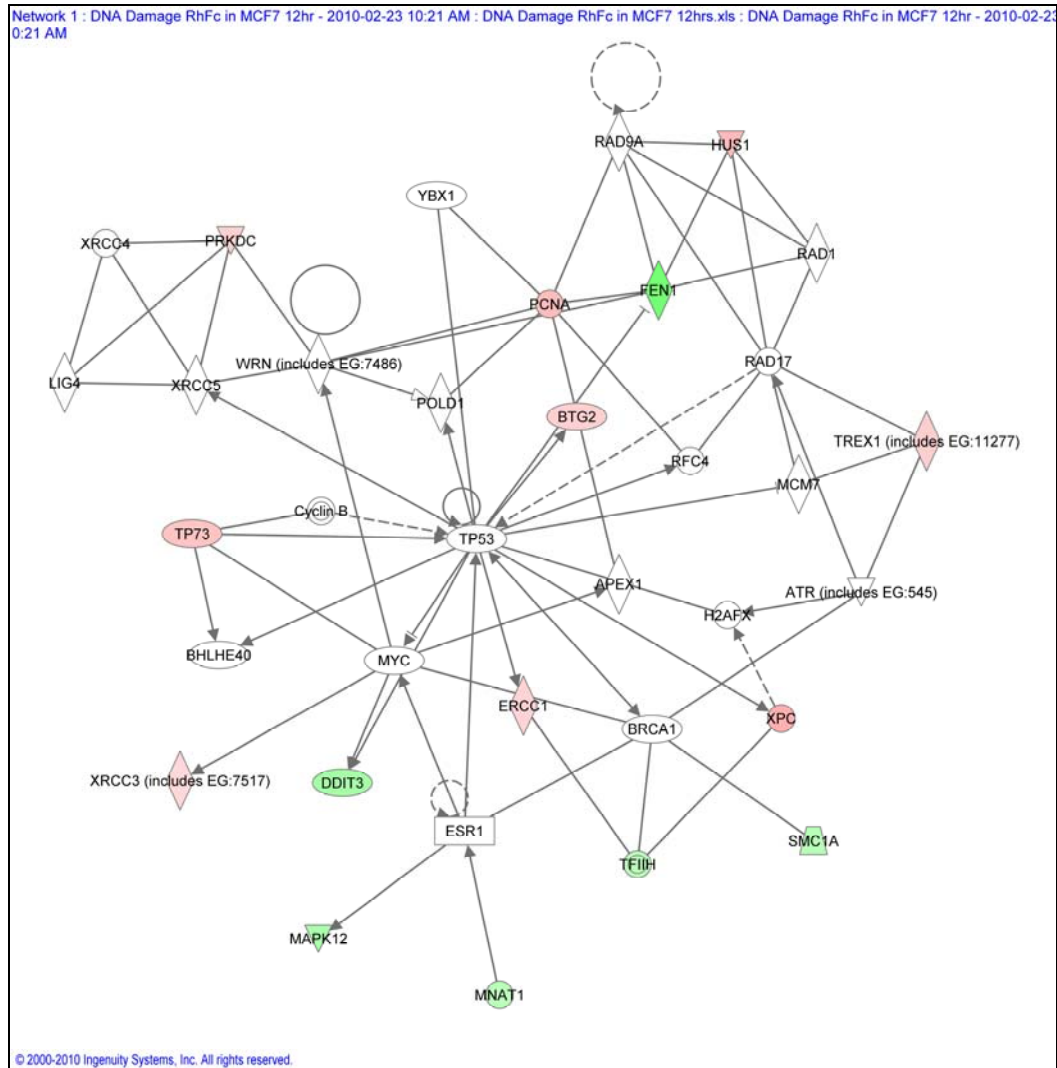 Network 1 : DNA Damage RhFc in MCF7 12hr - 2010-02-23 10:21 AM : DNA Damage RhFc in MCF7 12hrs.xls : DNA Damage RhFc in MCF7 12hr - 2010-02-23
0:21 AM
RAD9A
HUS1
YBX1
XRCC4
PRKDC
RAD1
FEN1
PCNA
WRN (includes EG:7486)
RAD17
LIG4
XRCC5
POLD1
BTG2
TREX1 (includes EG:11277)
RFC4
MCM7
Cyclin B
TP73
TP53
APEX1
ATR (includes EG:545)
H2AFX
BHLHE40
MYC
ERCC1
BRCA1
XPC
XRCC3 (includes EG:7517)
DDIT3
ESR1
SMC1A
TFIIH
MAPK12
MNAT1
© 2000-2010 Ingenuity Systems, Inc. All rights reserved.